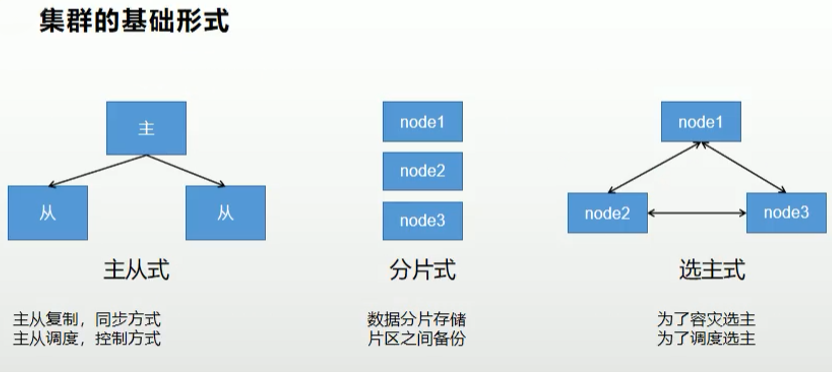 集群的基础形式
主
从
从
主从式
主从复制，同步方式
主从调度，控制方式
node1
node2
node3
分片式
数据分片存储
片区之间备份
node1
node2
node3
选主式
为了容灾选主
为了调度选主